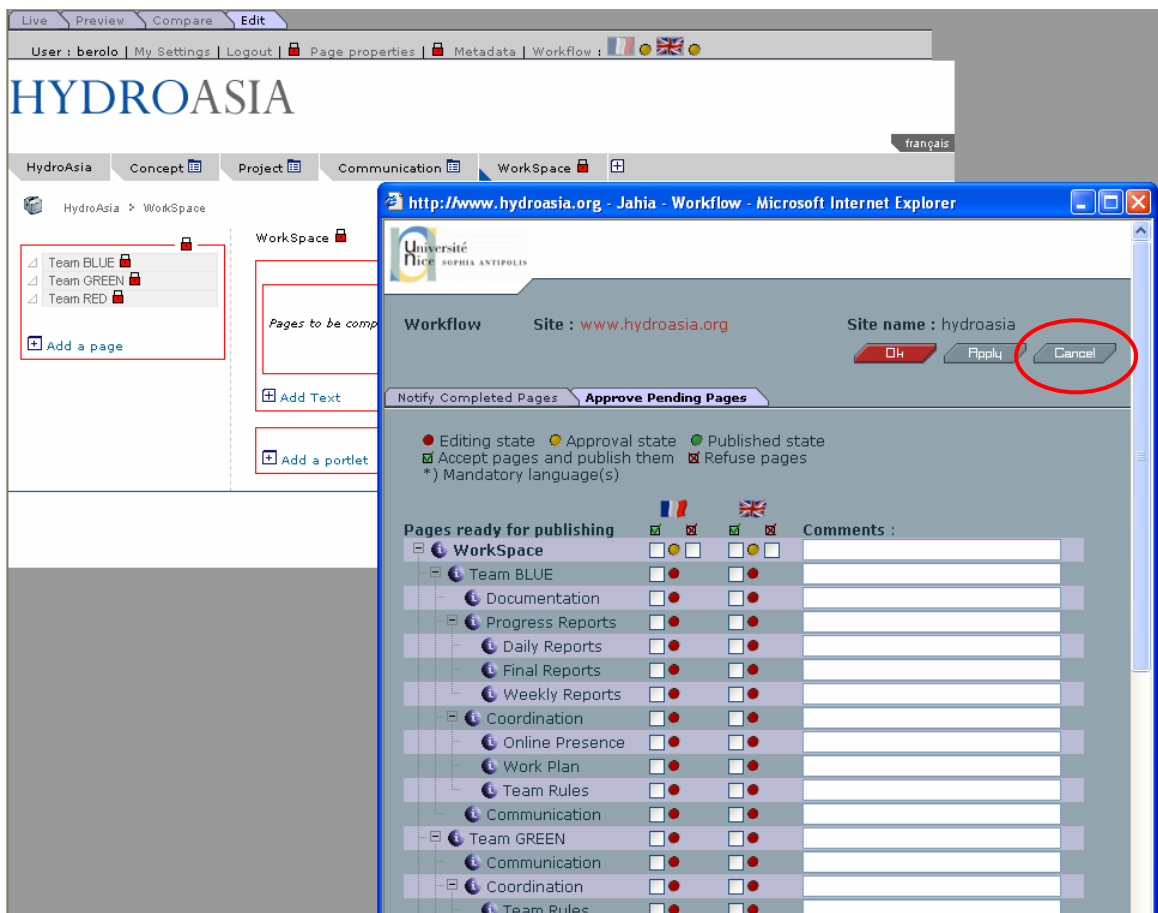 Live Preview Compare Edit
User : berolo | My Settings | Logout | Page properties | Metadata | Workflow :
HYDROASIA
français
HydroAsia Concept Project Communication WorkSpace
HydroAsia > WorkSpace
Team BLUE
Team GREEN
Team RED
Add a page
WorkSpace
Pages to be comp
Add Text
Add a portlet
http://www.hydroasia.org - Jahia - Workflow - Microsoft Internet Explorer
Université
Nice SOPHIA ANTIPOLIS
Workflow Site : www.hydroasia.org Site name : hydroasia
Ok Apply Cancel
Notify Completed Pages Approve Pending Pages
Editing state Approval state Published state
Accept pages and publish them Refuse pages
*) Mandatory language(s)
Pages ready for publishing Comments :
WorkSpace
Team BLUE
Documentation
Progress Reports
Daily Reports
Final Reports
Weekly Reports
Coordination
Online Presence
Work Plan
Team Rules
Communication
Team GREEN
Communication
Coordination
Team Rules